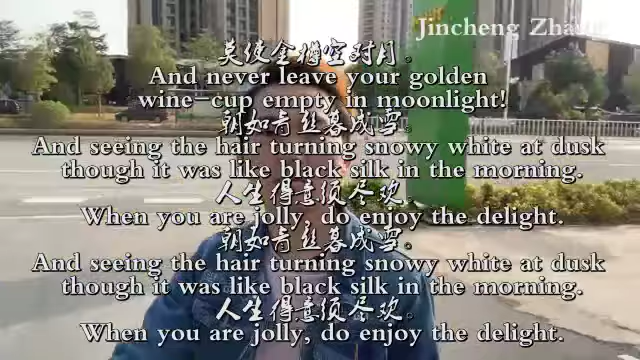 Jincheng Zhang
莫使金樽空对月。
And never leave your golden
wine-cup empty in moonlight!
朝如青丝暮成雪。
And seeing the hair turning snowy white at dusk
though it was like black silk in the morning.
人生得意须尽欢。
When you are jolly, do enjoy the delight.
朝如青丝暮成雪。
And seeing the hair turning snowy white at dusk
though it was like black silk in the morning.
人生得意须尽欢。
When you are jolly, do enjoy the delight.